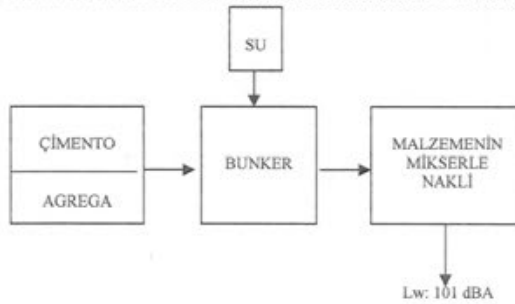 SU
ÇİMENTO
AGREGA
BUNKER
MALZEMENİN
MİKSERLE
NAKLİ
Lw: 101 dBA